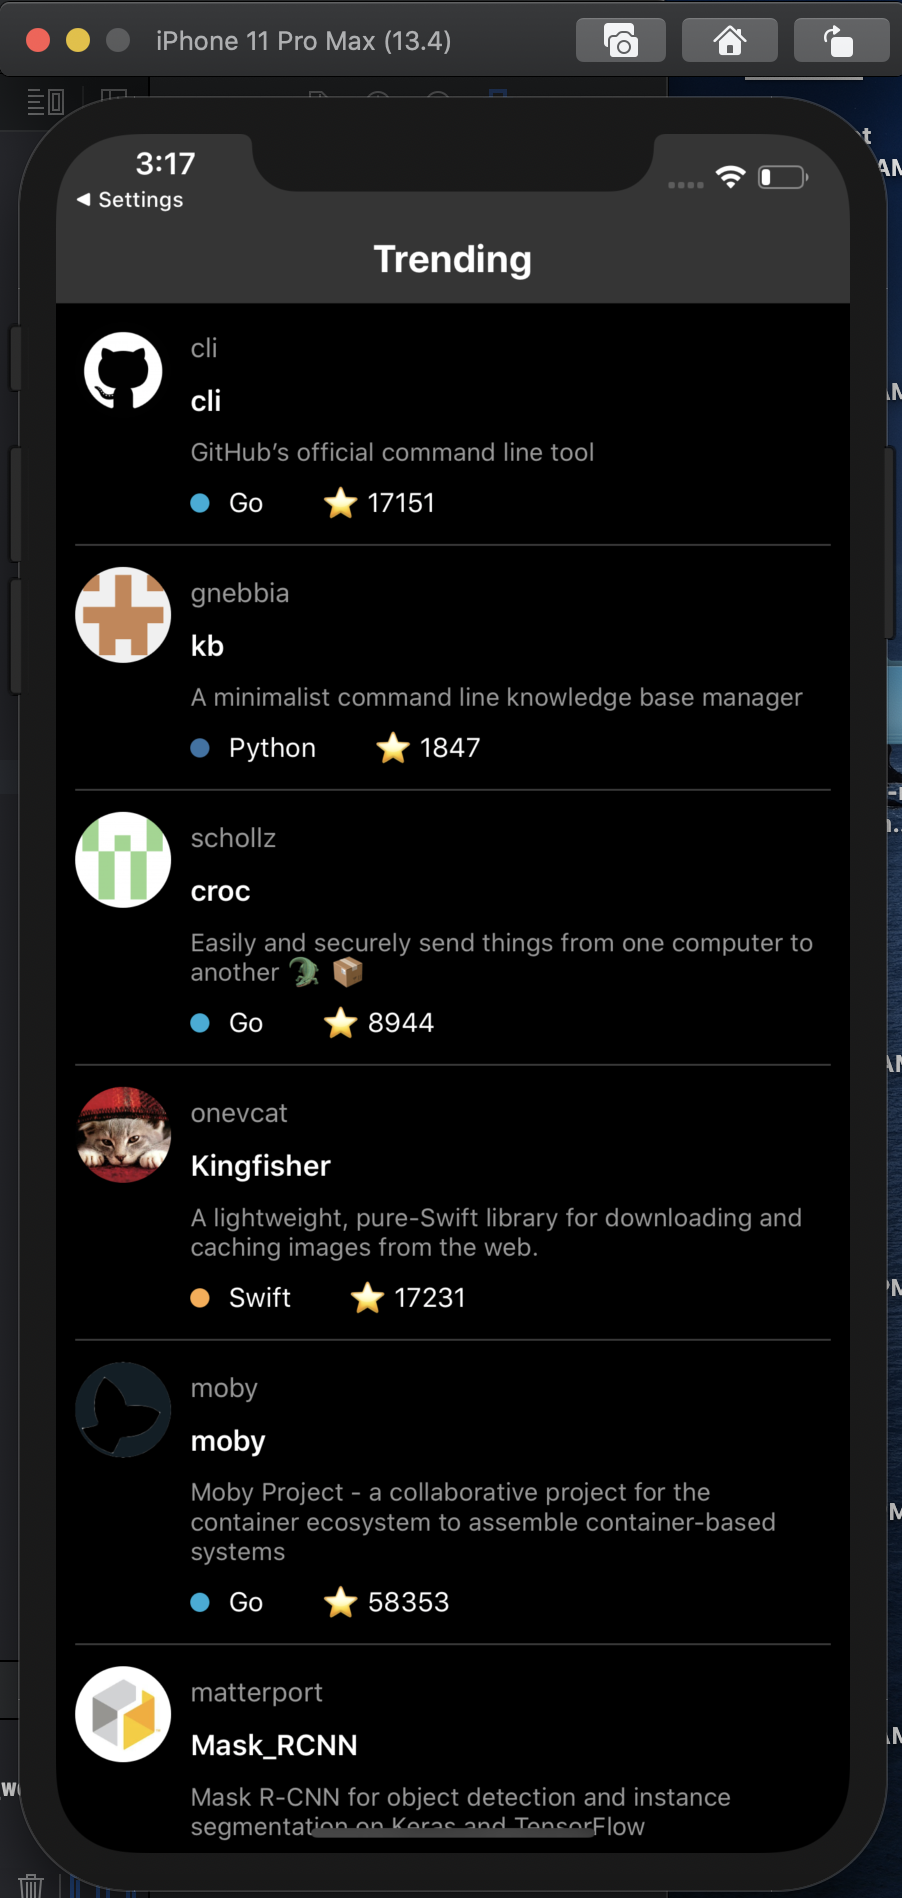 iPhone 11 Pro Max (13.4)
3:17
Settings
Trending
cli
cli
GitHub’s official command line tool
Go 17151
gnebbia
kb
A minimalist command line knowledge base manager
Python 1847
schollz
croc
Easily and securely send things from one computer to
another
Go 8944
onevcat
Kingfisher
A lightweight, pure-Swift library for downloading and
caching images from the web.
Swift 17231
moby
moby
Moby Project - a collaborative project for the
container ecosystem to assemble container-based
systems
Go 58353
matterport
Mask_RCNN
Mask R-CNN for object detection and instance
segmentation on Keras and TensorFlow